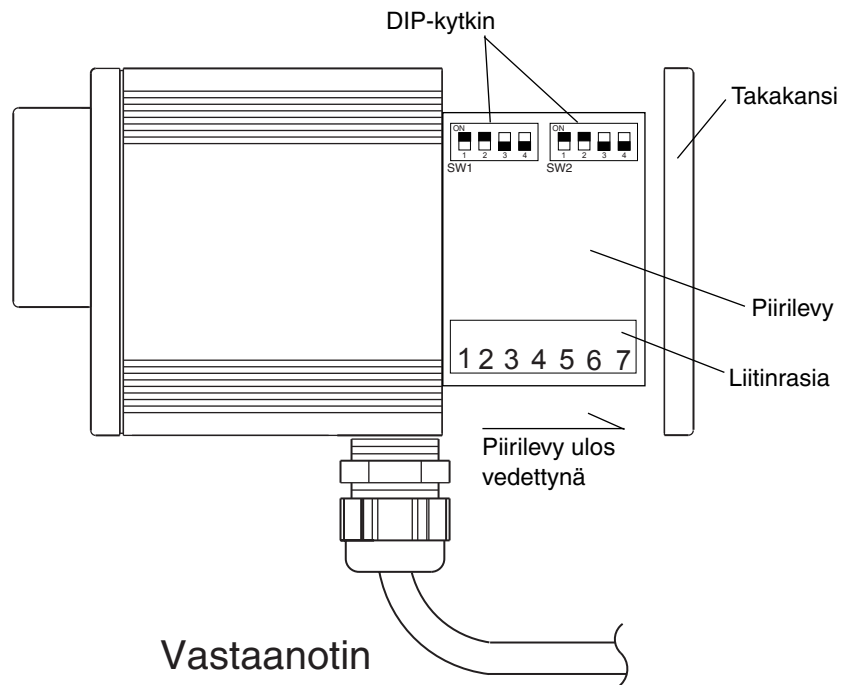 DIP-kytkin
Takakansi
ON
1 2 3 4
SW1
ON
1 2 3 4
SW2
Piirilevy
1 2 3 4 5 6 7
Liitinrasia
Piirilevy ulos
vedettynä
Vastaanotin